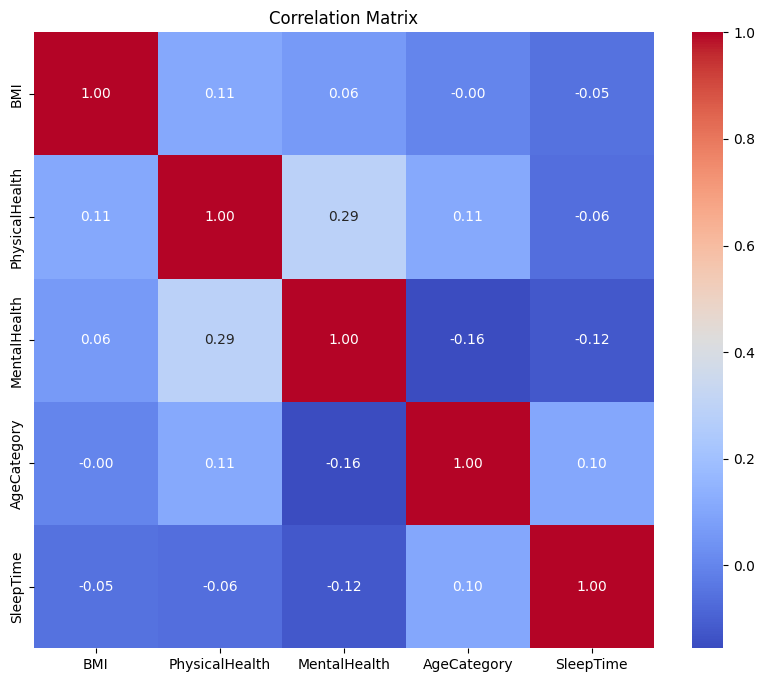 Correlation Matrix
BMI 1.00 0.11 0.06 -0.00 -0.05
PhysicalHealth 0.11 1.00 0.29 0.11 -0.06
MentalHealth 0.06 0.29 1.00 -0.16 -0.12
AgeCategory -0.00 0.11 -0.16 1.00 0.10
SleepTime -0.05 -0.06 -0.12 0.10 1.00
BMI PhysicalHealth MentalHealth AgeCategory SleepTime
1.0
0.8
0.6
0.4
0.2
0.0